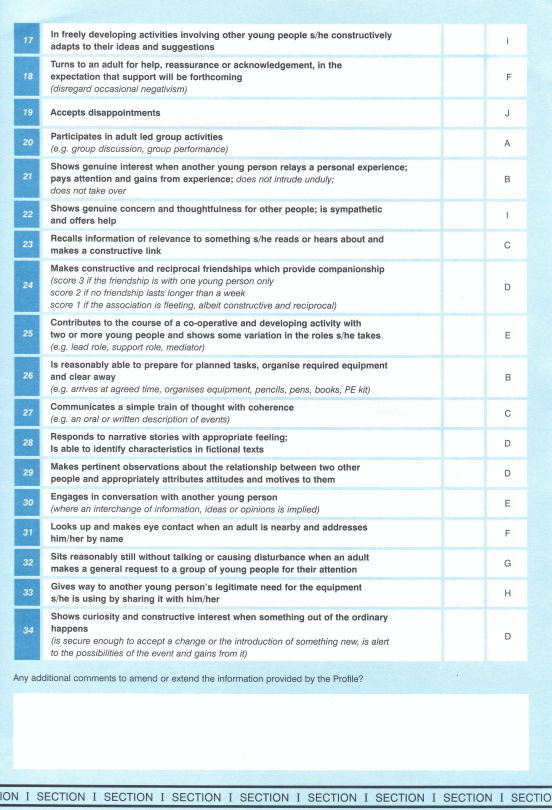 17 In freely developing activities involving other young people s/he constructively I
adapts to their ideas and suggestions
18 Turns to an adult for help, reassurance or acknowledgement, in the F
expectation that support will be forthcoming
(disregard occasional negativism)
19 Accepts disappointments J
20 Participates in adult led group activities A
(e.g. group discussion, group performance)
21 Shows genuine interest when another young person relays a personal experience; B
pays attention and gains from experience; does not intrude unduly;
does not take over
22 Shows genuine concern and thoughtfulness for other people; is sympathetic I
and offers help
23 Recalls information of relevance to something s/he reads or hears about and C
makes a constructive link
24 Makes constructive and reciprocal friendships which provide companionship D
(score 3 if the friendship is with one young person only
score 2 if no friendship lasts longer than a week
score 1 if the association is fleeting, albeit constructive and reciprocal)
25 Contributes to the course of a co-operative and developing activity with E
two or more young people and shows some variation in the roles s/he takes
(e.g. lead role, support role, mediator)
26 Is reasonably able to prepare for planned tasks, organise required equipment B
and clear away
(e.g. arrives at agreed time, organises equipment, pencils, pens, books, PE kit)
27 Communicates a simple train of thought with coherence C
(e.g. an oral or written description of events)
28 Responds to narrative stories with appropriate feeling; D
Is able to identify characteristics in fictional texts
29 Makes pertinent observations about the relationship between two other D
people and appropriately attributes attitudes and motives to them
30 Engages in conversation with another young person E
(where an interchange of information, ideas or opinions is implied)
31 Looks up and makes eye contact when an adult is nearby and addresses F
him/her by name
32 Sits reasonably still without talking or causing disturbance when an adult G
makes a general request to a group of young people for their attention
33 Gives way to another young person's legitimate need for the equipment H
s/he is using by sharing it with him/her
34 Shows curiosity and constructive interest when something out of the ordinary D
happens
(is secure enough to accept a change or the introduction of something new, is alert
to the possibilities of the event and gains from it)
Any additional comments to amend or extend the information provided by the Profile?
ION I SECTION I SECTION I SECTION I SECTION I SECTION I SECTION I SECTION I SECTIO